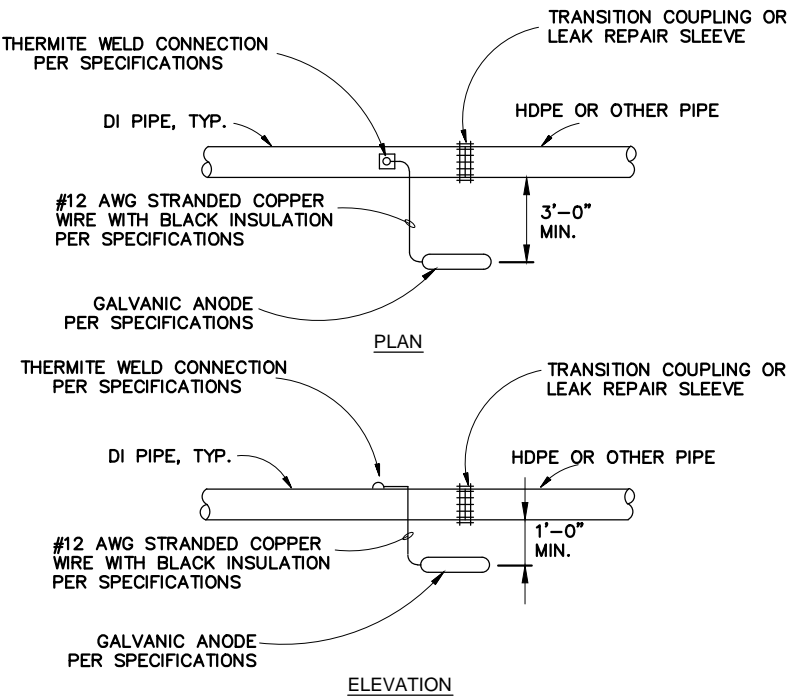 TRANSITION COUPLING OR
LEAK REPAIR SLEEVE
THERMITE WELD CONNECTION
PER SPECIFICATIONS
DI PIPE, TYP.
HDPE OR OTHER PIPE
#12 AWG STRANDED COPPER
WIRE WITH BLACK INSULATION
PER SPECIFICATIONS
3'-0"
MIN.
GALVANIC ANODE
PER SPECIFICATIONS
PLAN
THERMITE WELD CONNECTION
PER SPECIFICATIONS
TRANSITION COUPLING OR
LEAK REPAIR SLEEVE
DI PIPE, TYP.
HDPE OR OTHER PIPE
#12 AWG STRANDED COPPER
WIRE WITH BLACK INSULATION
PER SPECIFICATIONS
1'-0"
MIN.
GALVANIC ANODE
PER SPECIFICATIONS
ELEVATION